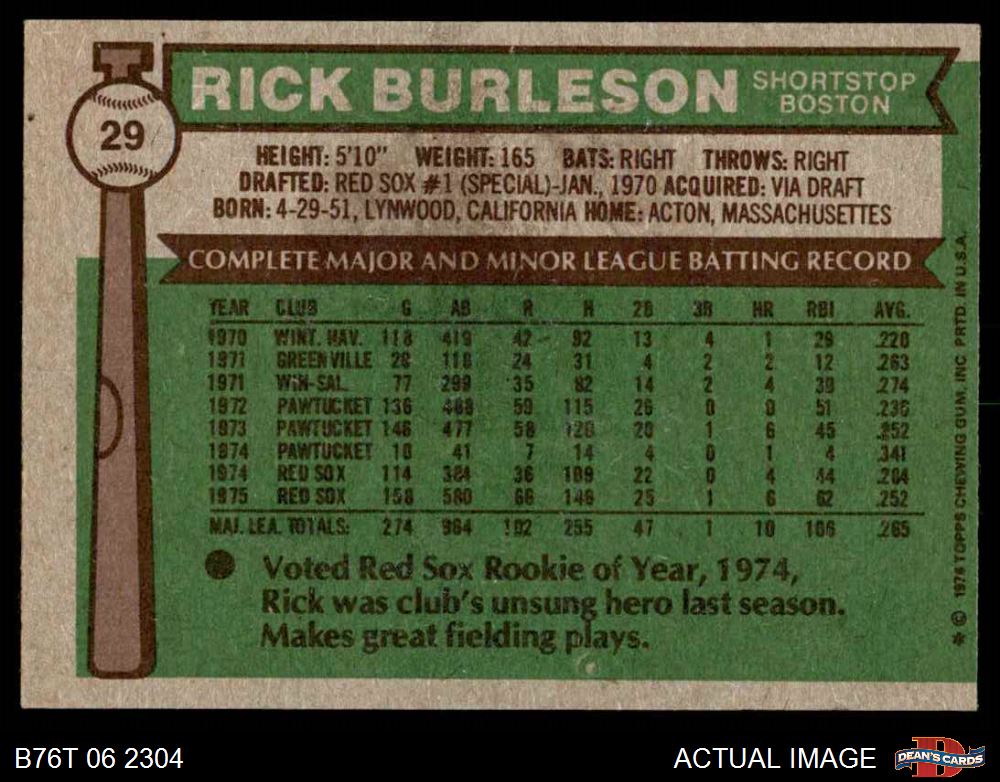 29
RICK BURLESON SHORTSTOP BOSTON
HEIGHT: 5'10" WEIGHT: 165 BATS: RIGHT THROWS: RIGHT
DRAFTED: RED SOX #1 (SPECIAL)-JAN., 1970 ACQUIRED: VIA DRAFT
BORN: 4-29-51, LYNWOOD, CALIFORNIA HOME: ACTON, MASSACHUSETTES
COMPLETE MAJOR AND MINOR LEAGUE BATTING RECORD
YEAR CLUB G AB R H 2B 3B HR RBI AVG.
1970 WINT. HAV. 118 419 42 92 13 4 1 29 .220
1971 GREENVILLE 28 118 24 31 4 2 2 12 .263
1971 WIN-SAL. 77 299 35 82 14 2 4 39 .274
1972 PAWTUCKET 136 59 115 26 0 0 51 .236
1973 PAWTUCKET 146 477 58 120 20 1 6 45 .252
1974 PAWTUCKET 10 41 7 14 4 0 1 4 .341
1974 RED SOX 114 384 36 109 22 0 4 44 .284
1975 RED SOX 158 580 66 146 25 1 6 62 .252
MAJ. LEA. TOTALS: 274 964 102 255 47 1 10 106 .265
● Voted Red Sox Rookie of Year, 1974,
Rick was club's unsung hero last season.
Makes great fielding plays.
* © 1976 TOPPS CHEWING GUM, INC PRTD. IN U.S.A.
B76T 06 2304
ACTUAL IMAGE
D
DEAN'S CARDS